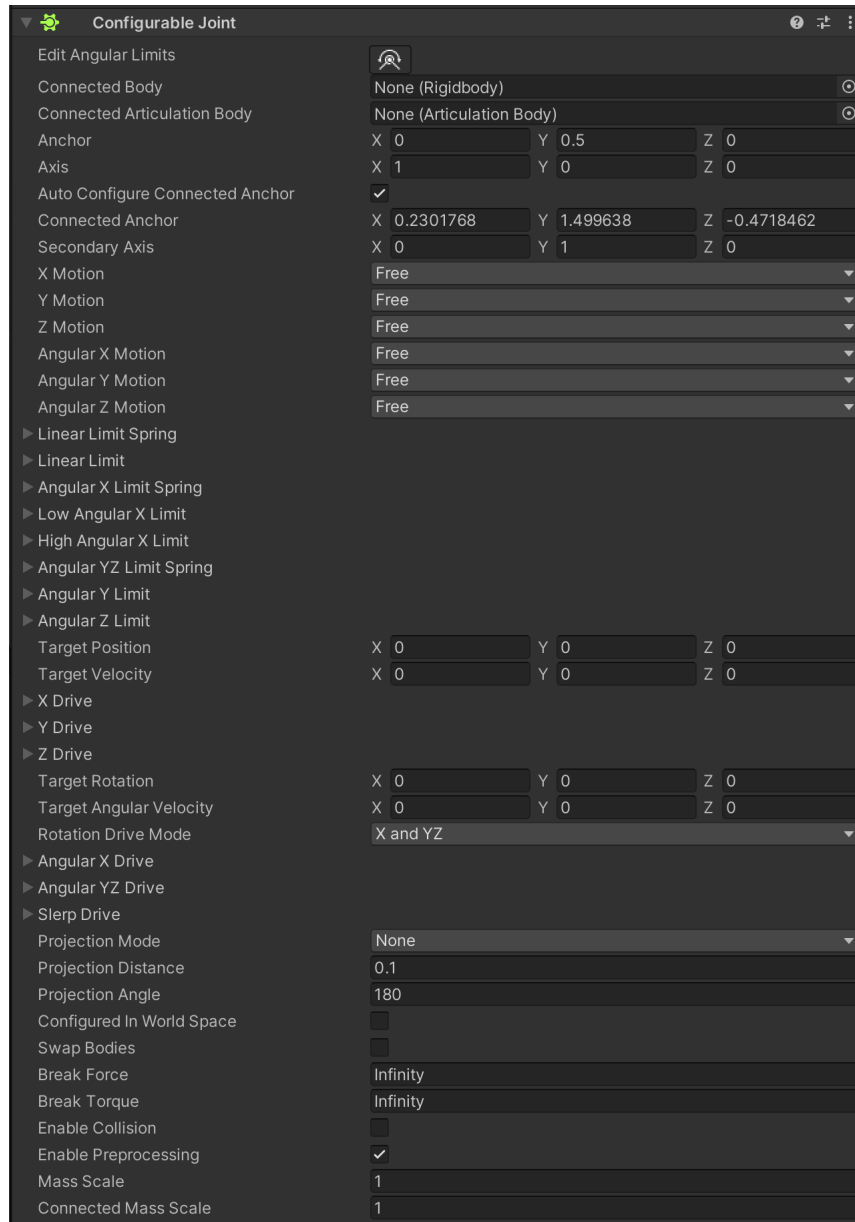 Configurable Joint
Edit Angular Limits
Connected Body None (Rigidbody)
Connected Articulation Body None (Articulation Body)
Anchor X 0 Y 0.5 Z 0
Axis X 1 Y 0 Z 0
Auto Configure Connected Anchor
Connected Anchor X 0.2301768 Y 1.499638 Z -0.4718462
Secondary Axis X 0 Y 1 Z 0
X Motion Free
Y Motion Free
Z Motion Free
Angular X Motion Free
Angular Y Motion Free
Angular Z Motion Free
Linear Limit Spring
Linear Limit
Angular X Limit Spring
Low Angular X Limit
High Angular X Limit
Angular YZ Limit Spring
Angular Y Limit
Angular Z Limit
Target Position X 0 Y 0 Z 0
Target Velocity X 0 Y 0 Z 0
X Drive
Y Drive
Z Drive
Target Rotation X 0 Y 0 Z 0
Target Angular Velocity X 0 Y 0 Z 0
Rotation Drive Mode X and YZ
Angular X Drive
Angular YZ Drive
Slerp Drive
Projection Mode None
Projection Distance 0.1
Projection Angle 180
Configured In World Space
Swap Bodies
Break Force Infinity
Break Torque Infinity
Enable Collision
Enable Preprocessing
Mass Scale 1
Connected Mass Scale 1